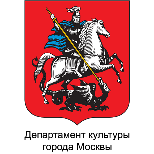 Департамент культуры
города Москвы